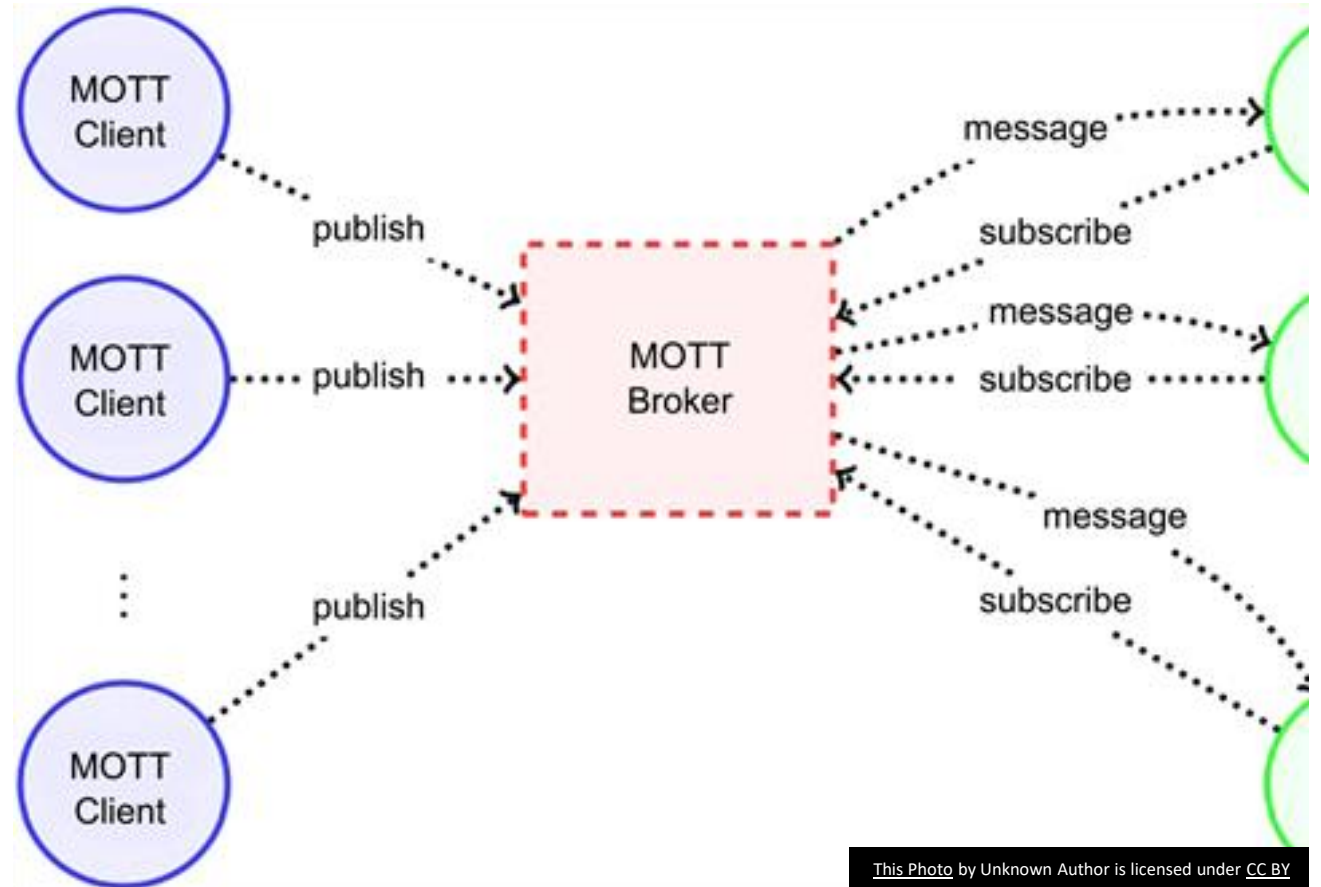 MOTT
Client
publish
MOTT
Client
publish
⋮
publish
MOTT
Client
MOTT
Broker
message
subscribe
message
subscribe
message
subscribe
This Photo by Unknown Author is licensed under CC BY